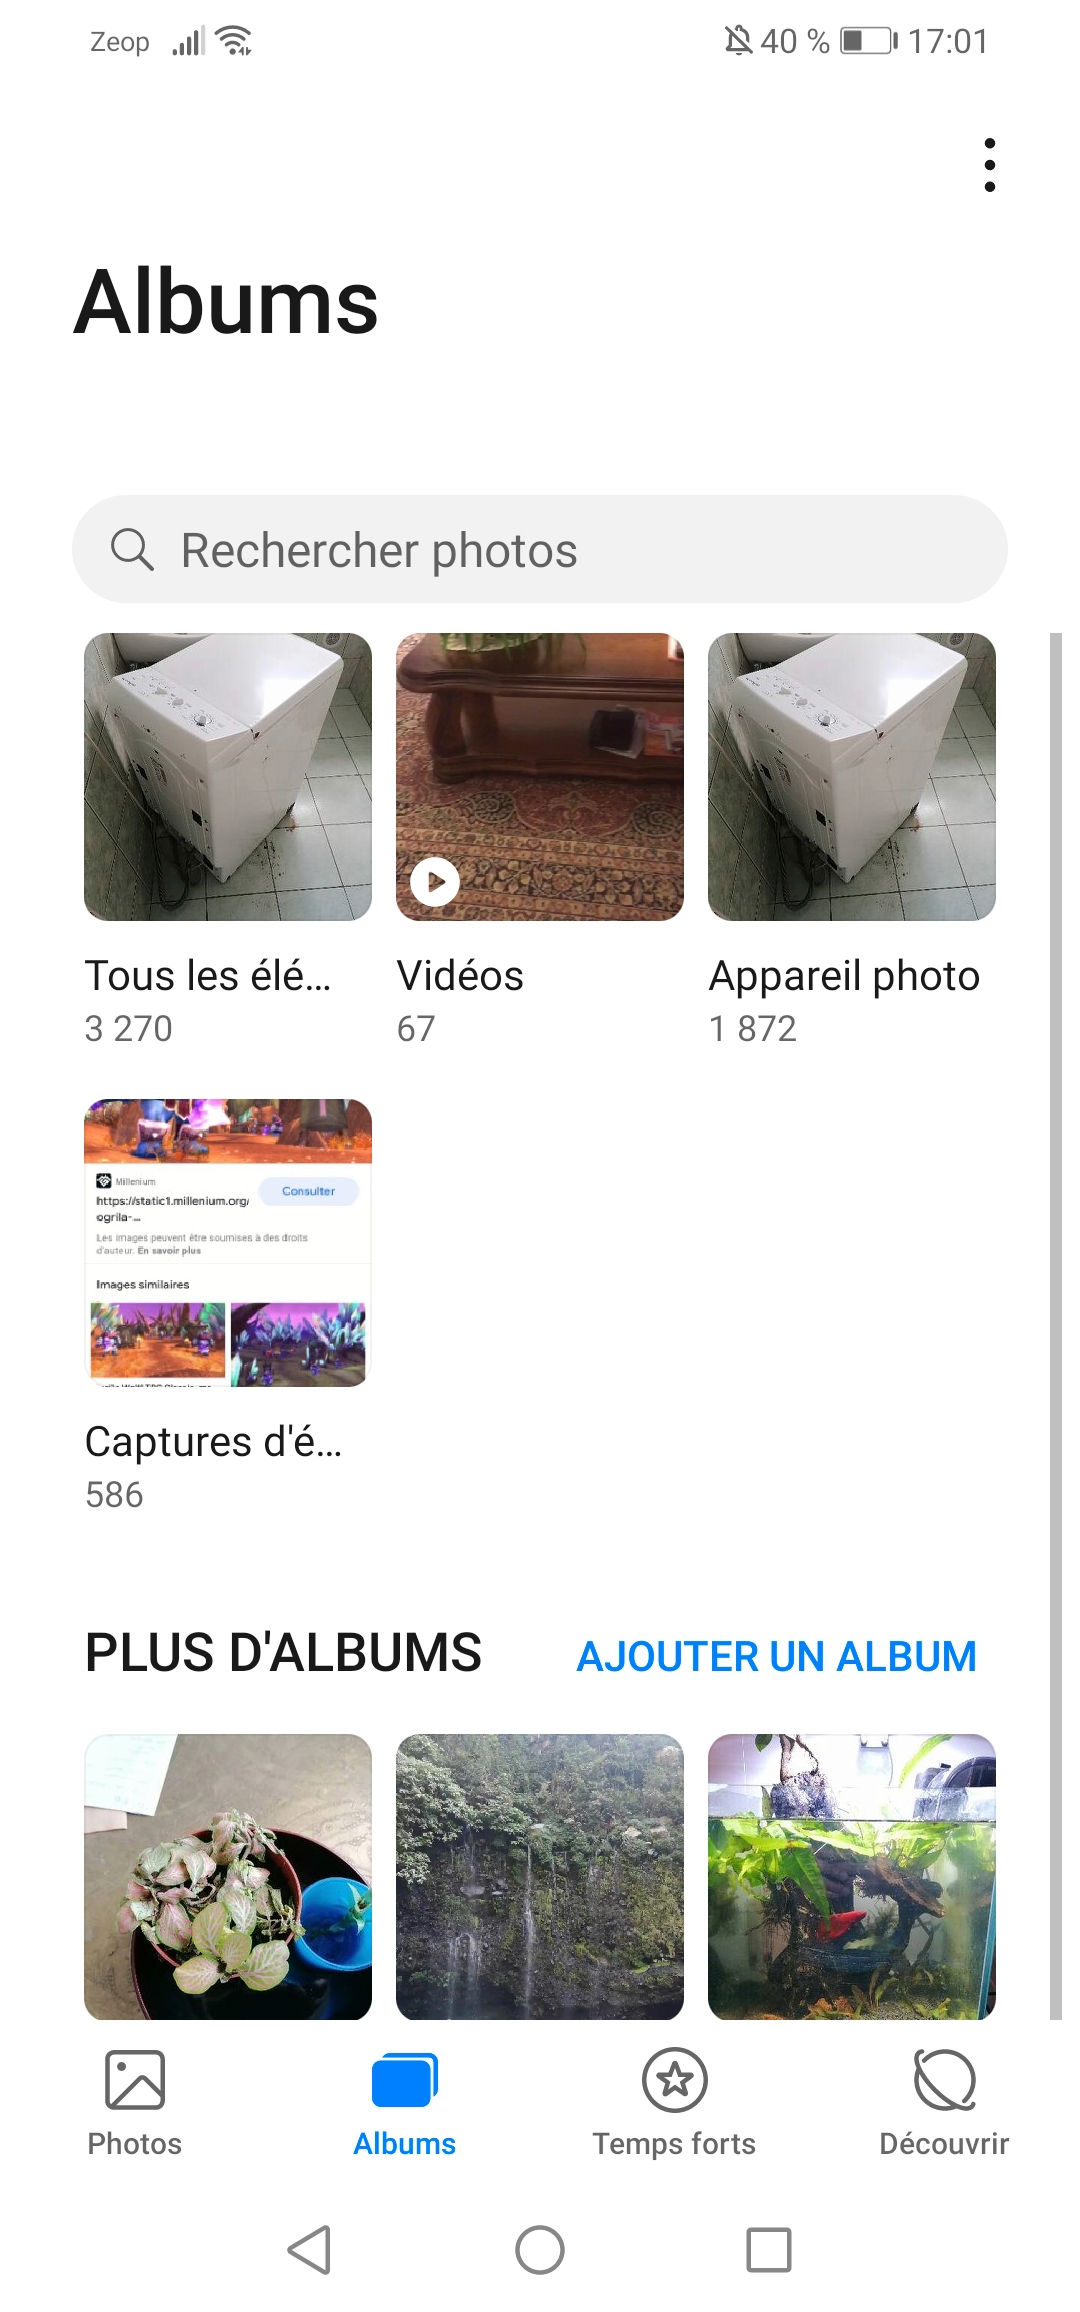 Zeop
40 %
17:01
Albums
Rechercher photos
Tous les élé...
3 270
Vidéos
67
Appareil photo
1 872
Millenium
Consulter
https://static1.millenium.org/
ogrila-...
Les images peuvent être soumises à des droits
d'auteur. En savoir plus
Images similaires
Captures d'é...
586
PLUS D'ALBUMS
AJOUTER UN ALBUM
Photos
Albums
Temps forts
Découvrir